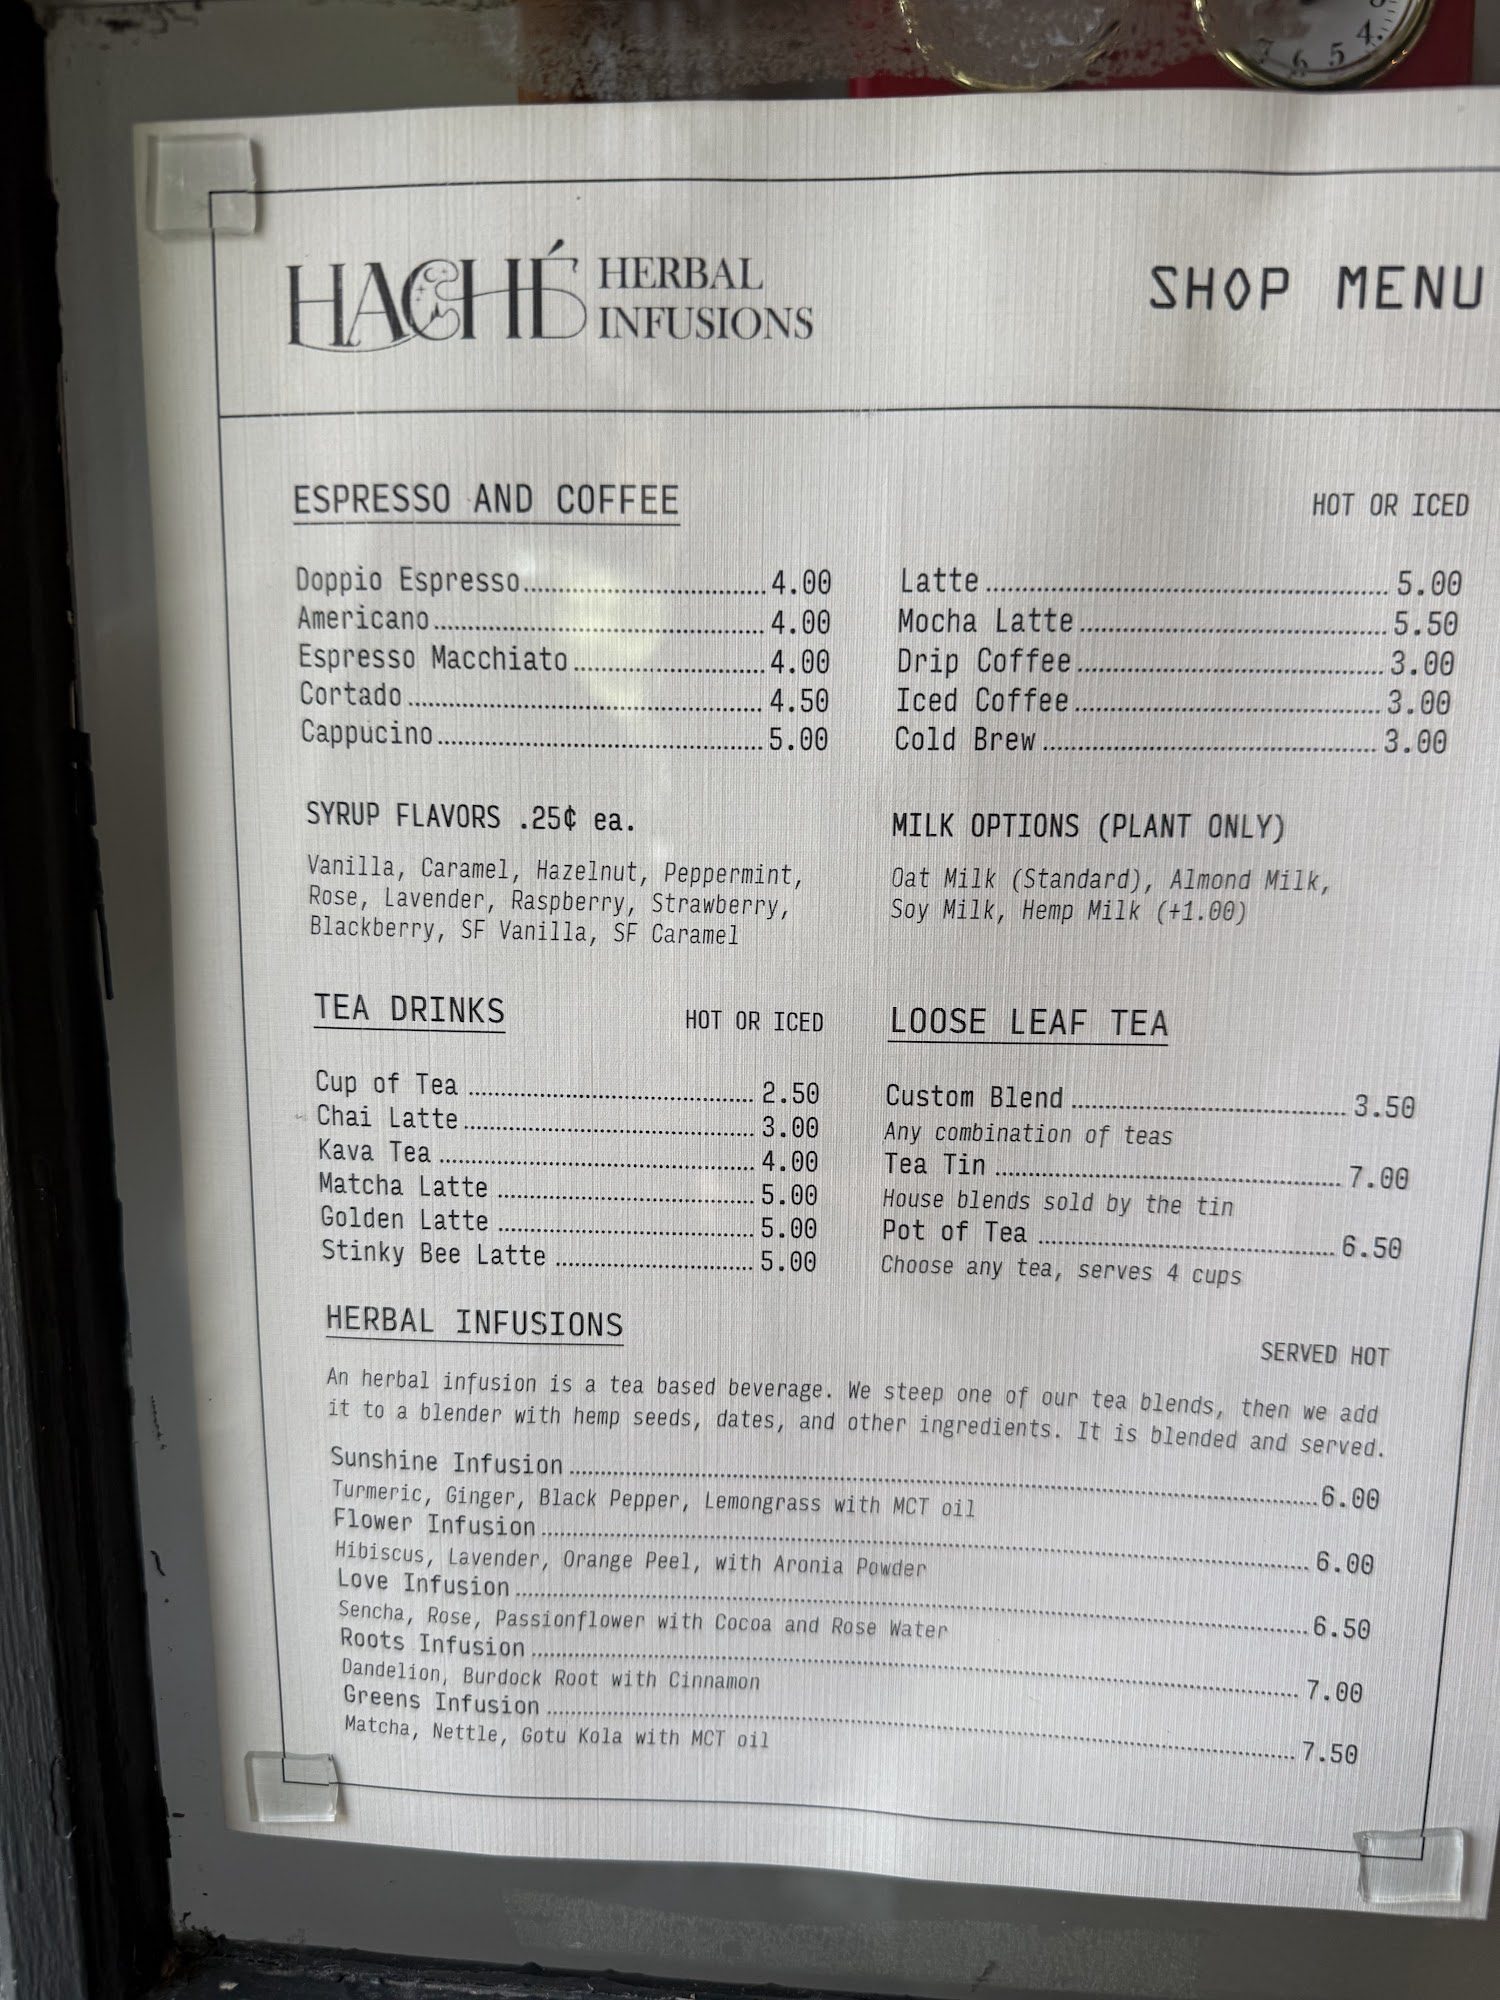 7 6 5 4
HACHÉ HERBAL INFUSIONS
SHOP MENU
ESPRESSO AND COFFEE
HOT OR ICED
Doppio Espresso 4.00
Americano 4.00
Espresso Macchiato 4.00
Cortado 4.50
Cappucino 5.00
Latte 5.00
Mocha Latte 5.50
Drip Coffee 3.00
Iced Coffee 3.00
Cold Brew 3.00
SYRUP FLAVORS .25¢ ea.
Vanilla, Caramel, Hazelnut, Peppermint,
Rose, Lavender, Raspberry, Strawberry,
Blackberry, SF Vanilla, SF Caramel
MILK OPTIONS (PLANT ONLY)
Oat Milk (Standard), Almond Milk,
Soy Milk, Hemp Milk (+1.00)
TEA DRINKS
HOT OR ICED
Cup of Tea 2.50
Chai Latte 3.00
Kava Tea 4.00
Matcha Latte 5.00
Golden Latte 5.00
Stinky Bee Latte 5.00
LOOSE LEAF TEA
Custom Blend 3.50
Any combination of teas
Tea Tin 7.00
House blends sold by the tin
Pot of Tea 6.50
Choose any tea, serves 4 cups
HERBAL INFUSIONS
SERVED HOT
An herbal infusion is a tea based beverage. We steep one of our tea blends, then we add
it to a blender with hemp seeds, dates, and other ingredients. It is blended and served.
Sunshine Infusion 6.00
Turmeric, Ginger, Black Pepper, Lemongrass with MCT oil
Flower Infusion 6.00
Hibiscus, Lavender, Orange Peel, with Aronia Powder
Love Infusion 6.50
Sencha, Rose, Passionflower with Cocoa and Rose Water
Roots Infusion 7.00
Dandelion, Burdock Root with Cinnamon
Greens Infusion 7.50
Matcha, Nettle, Gotu Kola with MCT oil